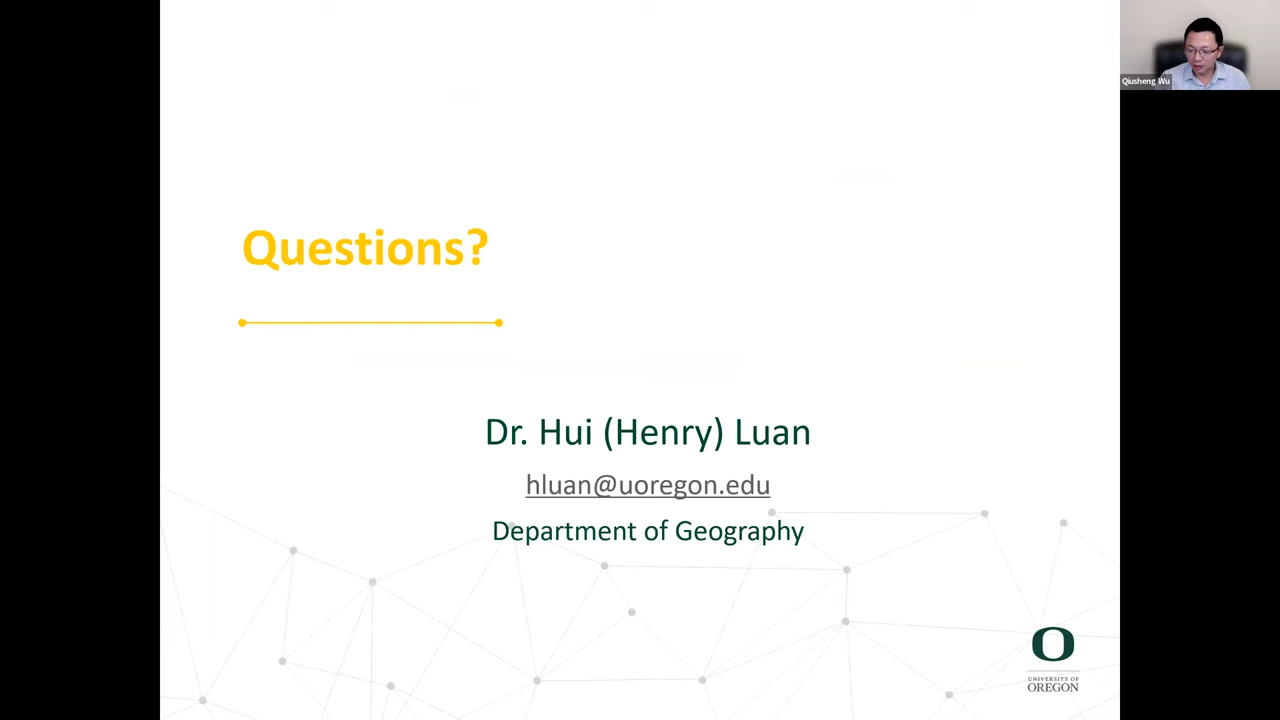 Qiusheng Wu
Questions?
Dr. Hui (Henry) Luan
hluan@uoregon.edu
Department of Geography
O
UNIVERSITY OF
OREGON